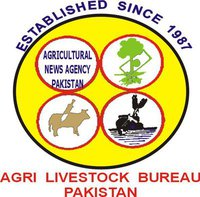 ESTABLISHED SINCE 1987
AGRICULTURAL
NEWS AGENCY
PAKISTAN
AGRI LIVESTOCK BUREAU
PAKISTAN